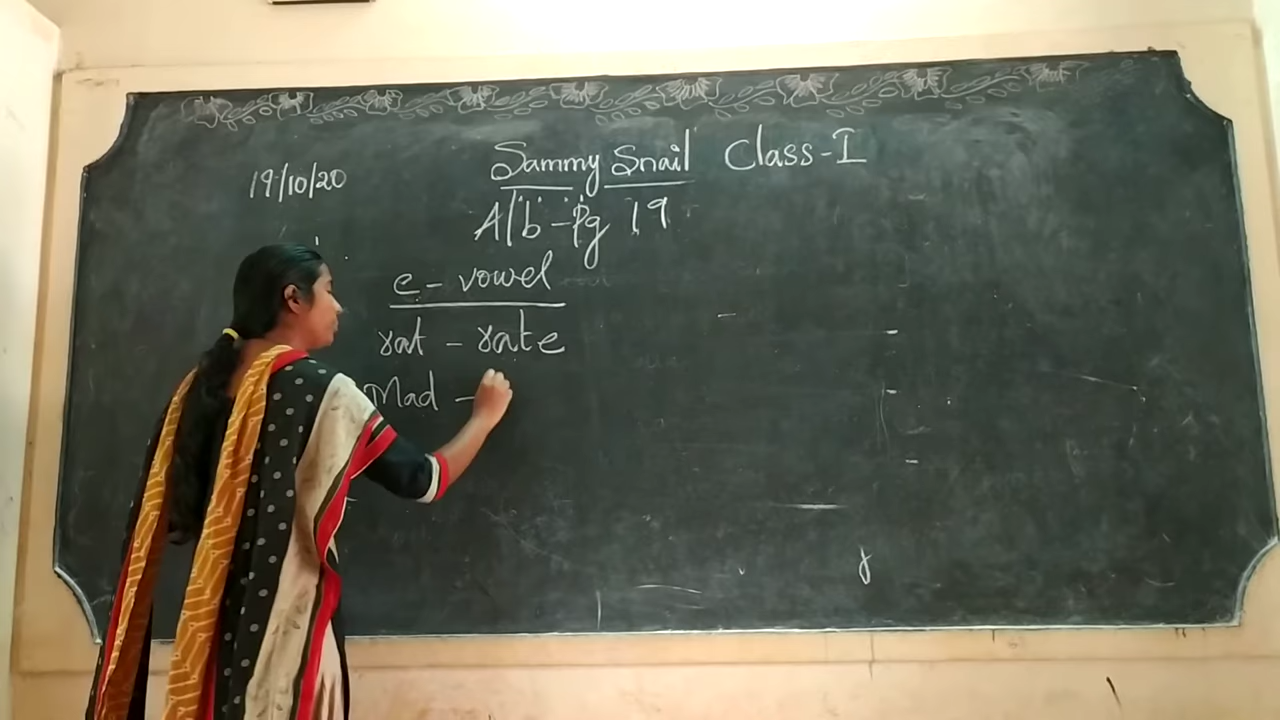 Sammy Snail Class-I
19/10/20
A/b-Pg 19
e - vowel
rat - rate
Mad -